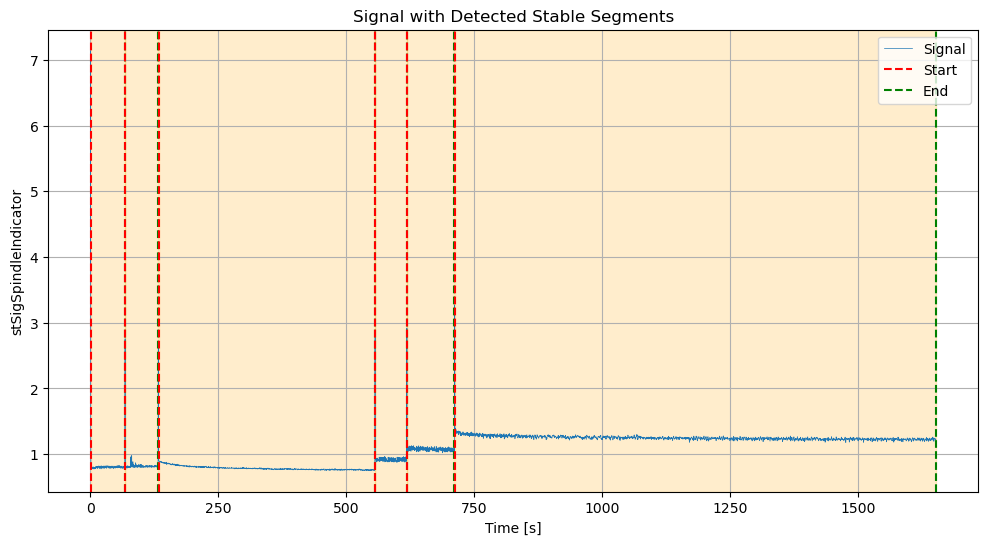 Signal with Detected Stable Segments
Signal
Start
End
7
6
5
4
3
2
1
stSigSpindleIndicator
0
250
500
750
1000
1250
1500
Time [s]